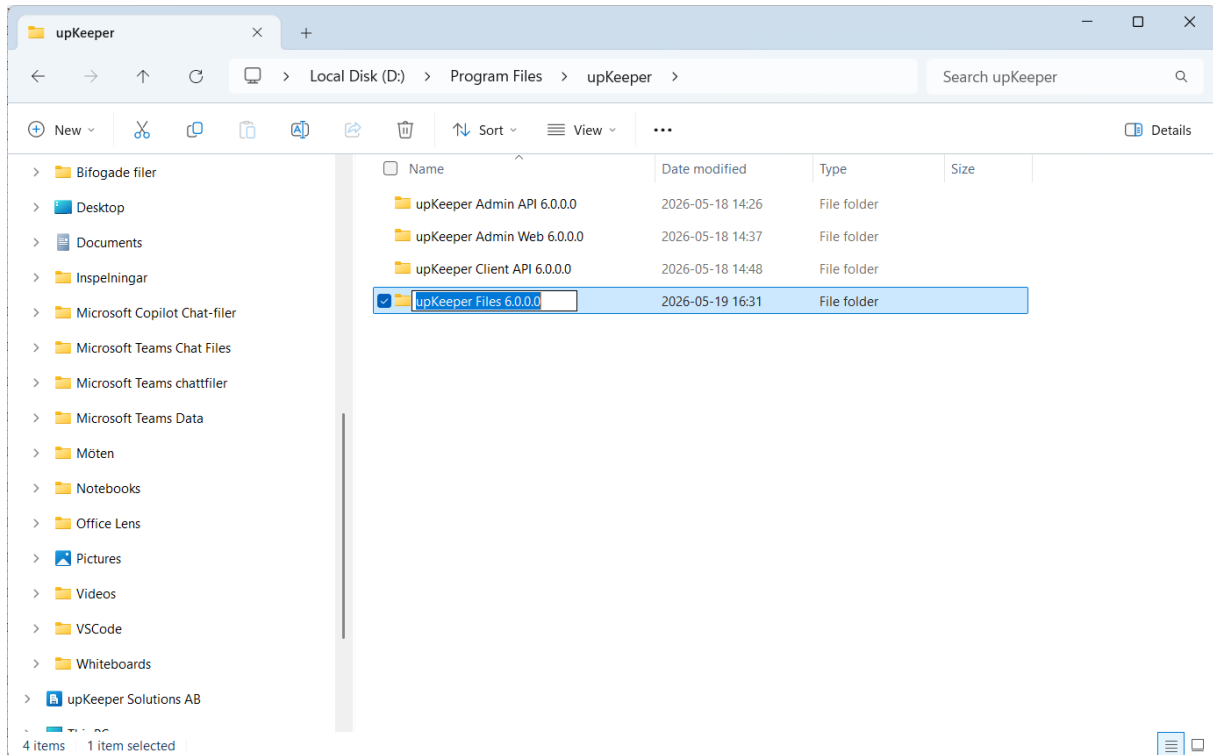 upKeeper
Local Disk (D:) > Program Files > upKeeper >
Search upKeeper
New
Sort
View
Details
Bifogade filer
Desktop
Documents
Inspelningar
Microsoft Copilot Chat-filer
Microsoft Teams Chat Files
Microsoft Teams chattfiler
Microsoft Teams Data
Möten
Notebooks
Office Lens
Pictures
Videos
VSCode
Whiteboards
upKeeper Solutions AB
This PC
Name Date modified Type Size
upKeeper Admin API 6.0.0.0 2026-05-18 14:26 File folder
upKeeper Admin Web 6.0.0.0 2026-05-18 14:37 File folder
upKeeper Client API 6.0.0.0 2026-05-18 14:48 File folder
upKeeper Files 6.0.0.0 2026-05-19 16:31 File folder
4 items 1 item selected